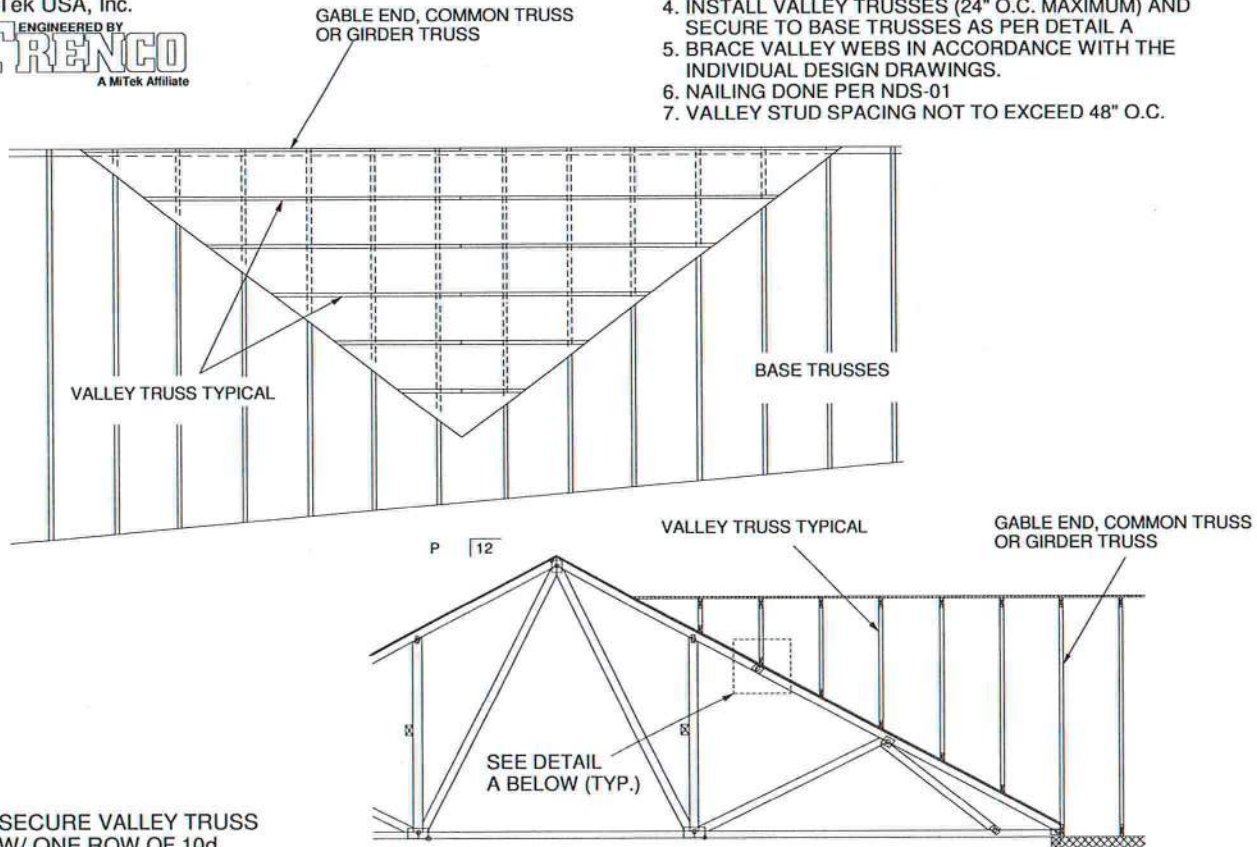 Tek USA, Inc.
ENGINEERED BY
TRENCO
A MiTek Affiliate
GABLE END, COMMON TRUSS
OR GIRDER TRUSS
4. INSTALL VALLEY TRUSSES (24" O.C. MAXIMUM) AND
SECURE TO BASE TRUSSES AS PER DETAIL A
5. BRACE VALLEY WEBS IN ACCORDANCE WITH THE
INDIVIDUAL DESIGN DRAWINGS.
6. NAILING DONE PER NDS-01
7. VALLEY STUD SPACING NOT TO EXCEED 48" O.C.
VALLEY TRUSS TYPICAL
BASE TRUSSES
P 12
VALLEY TRUSS TYPICAL
GABLE END, COMMON TRUSS
OR GIRDER TRUSS
SEE DETAIL
A BELOW (TYP.)
SECURE VALLEY TRUSS
W/ ONE ROW OF 10d